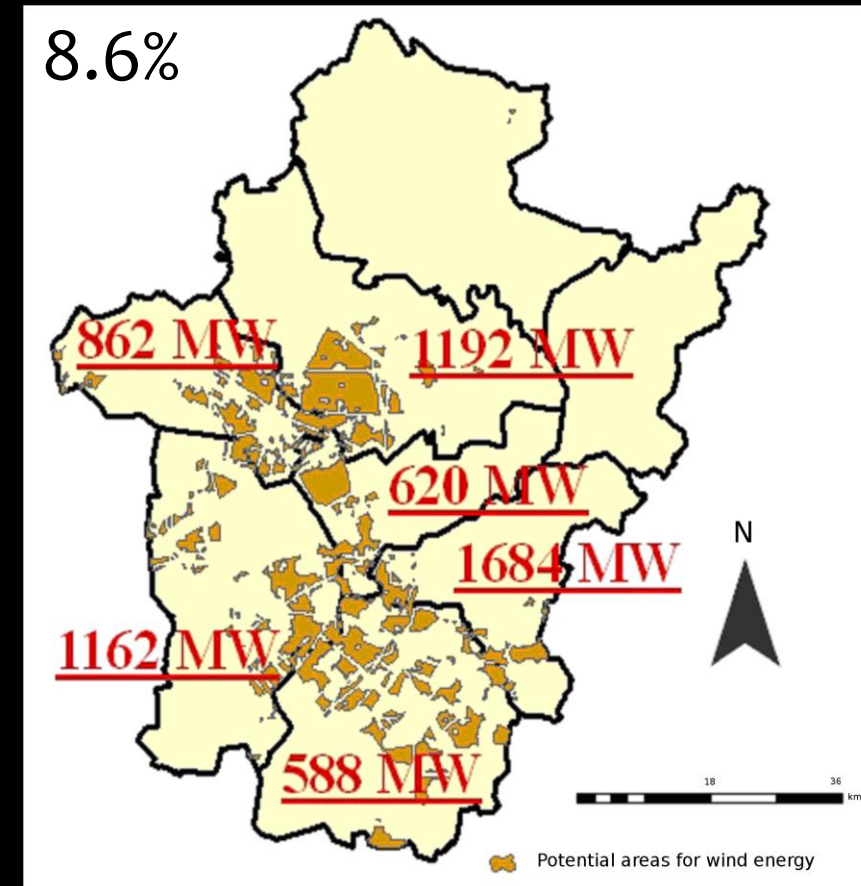 8.6%
862 MW
1192 MW
620 MW
1684 MW
N
1162 MW
588 MW
18
36
km
Potential areas for wind energy